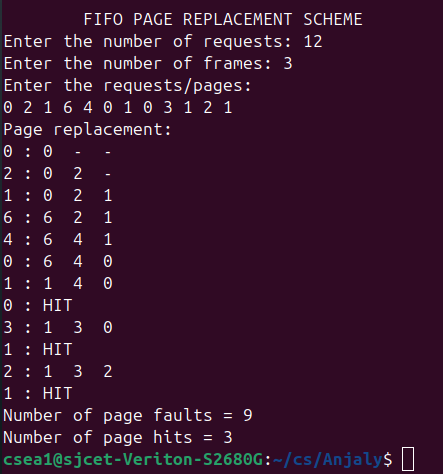 FIFO PAGE REPLACEMENT SCHEME
Enter the number of requests: 12
Enter the number of frames: 3
Enter the requests/pages:
0 2 1 6 4 0 1 0 3 1 2 1
Page replacement:
0 : 0  -  -
2 : 0  2  -
1 : 0  2  1
6 : 6  2  1
4 : 6  4  1
0 : 6  4  0
1 : 1  4  0
0 : HIT
3 : 1  3  0
1 : HIT
2 : 1  3  2
1 : HIT
Number of page faults = 9
Number of page hits = 3
csea1@sjcet-Veriton-S2680G:~/cs/Anjaly$